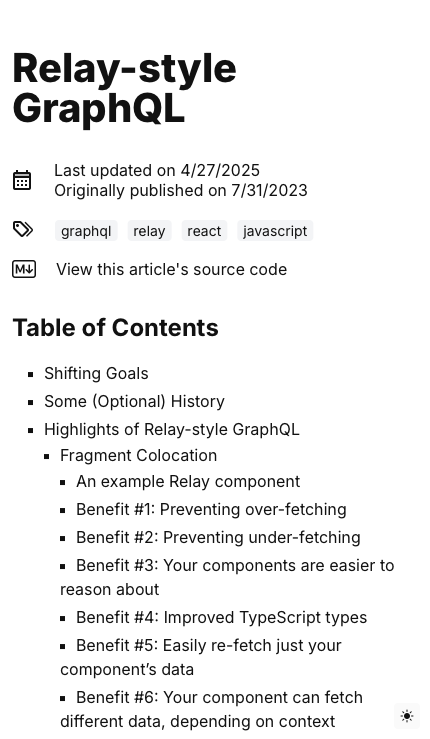 Relay-style
GraphQL
Last updated on 4/27/2025
Originally published on 7/31/2023
graphql relay react javascript
View this article's source code
Table of Contents
Shifting Goals
Some (Optional) History
Highlights of Relay-style GraphQL
Fragment Colocation
An example Relay component
Benefit #1: Preventing over-fetching
Benefit #2: Preventing under-fetching
Benefit #3: Your components are easier to
reason about
Benefit #4: Improved TypeScript types
Benefit #5: Easily re-fetch just your
component’s data
Benefit #6: Your component can fetch
different data, depending on context